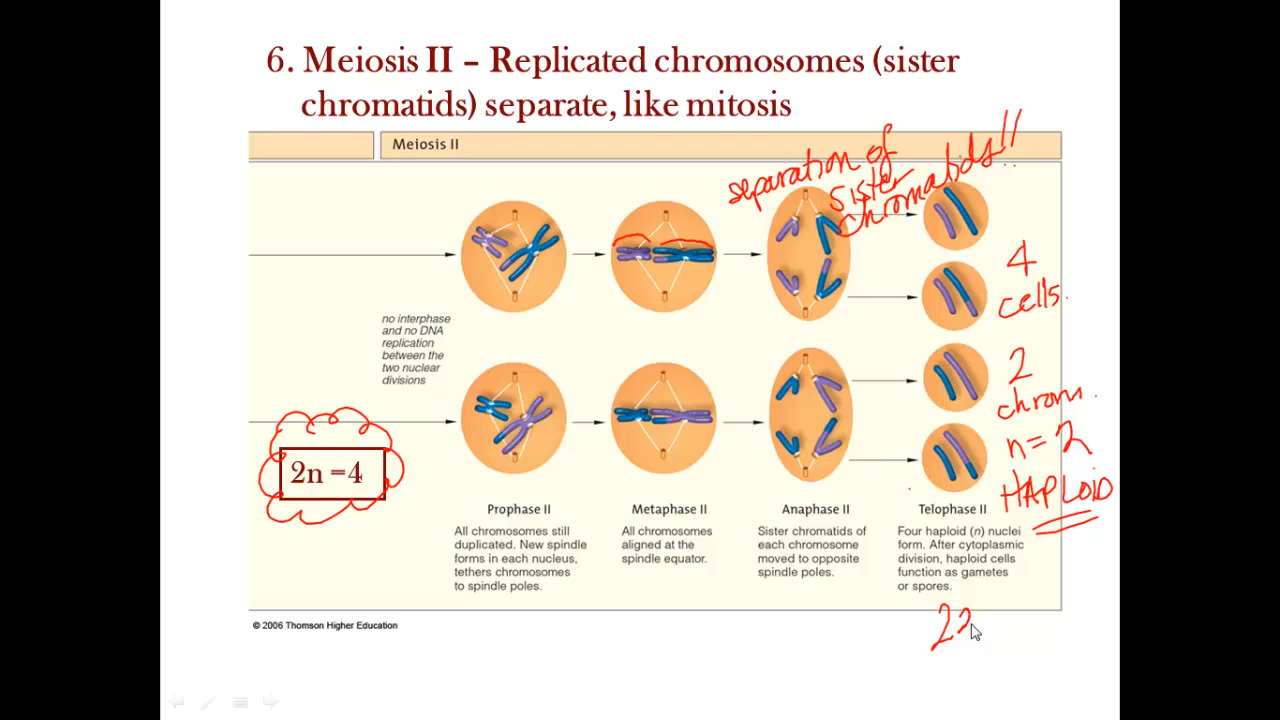 6. Meiosis II – Replicated chromosomes (sister
chromatids) separate, like mitosis
Meiosis II
separation of
sister
chromatids!!
no interphase
and no DNA
replication
between the
two nuclear
divisions
4
cells.
2
chrom.
n=2
HAPLOID
2n =4
Prophase II
All chromosomes still
duplicated. New spindle
forms in each nucleus,
tethers chromosomes
to spindle poles.
Metaphase II
All chromosomes
aligned at the
spindle equator.
Anaphase II
Sister chromatids of
each chromosome
moved to opposite
spindle poles.
Telophase II
Four haploid (n) nuclei
form. After cytoplasmic
division, haploid cells
function as gametes
or spores.
© 2006 Thomson Higher Education